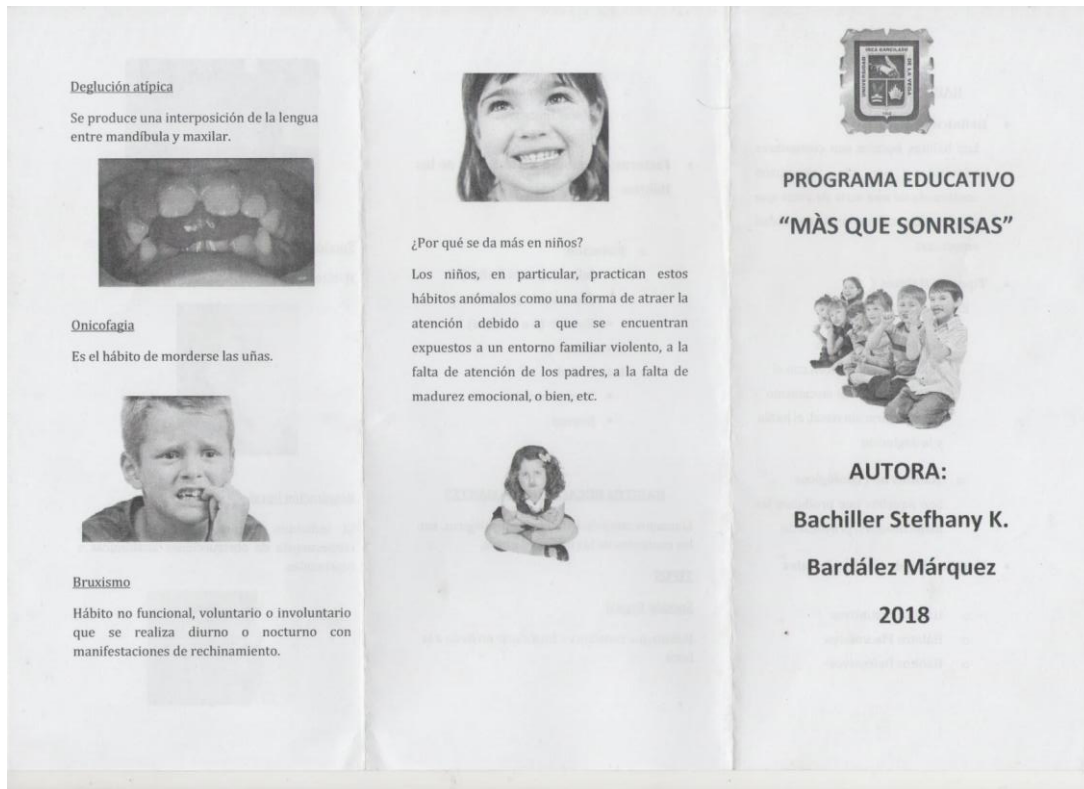 Deglución atípica
Se produce una interposición de la lengua
entre mandíbula y maxilar.
Onicofagia
Es el hábito de morderse las uñas.
Bruxismo
Hábito no funcional, voluntario o involuntario
que se realiza diurno o nocturno con
manifestaciones de rechinamiento.
¿Por qué se da más en niños?
Los niños, en particular, practican estos
hábitos anómalos como una forma de atraer la
atención debido a que se encuentran
expuestos a un entorno familiar violento, a la
falta de atención de los padres, a la falta de
madurez emocional, o bien, etc.
PROGRAMA EDUCATIVO
“MÀS QUE SONRISAS”
AUTORA:
Bachiller Stefhany K.
Bardález Márquez
2018